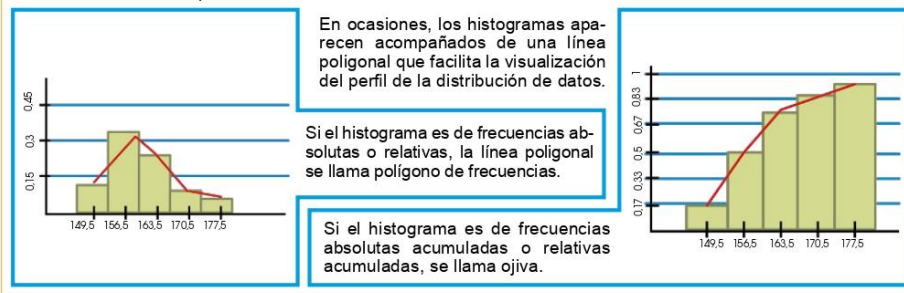 En ocasiones, los histogramas apa-
recen acompañados de una línea
poligonal que facilita la visualización
del perfil de la distribución de datos.
0,45
0,3
0,15
149,5 156,5 163,5 170,5 177,5
Si el histograma es de frecuencias ab-
solutas o relativas, la línea poligonal
se llama polígono de frecuencias.
Si el histograma es de frecuencias
absolutas acumuladas o relativas
acumuladas, se llama ojiva.
1
0,83
0,67
0,5
0,33
0,17
149,5 156,5 163,5 170,5 177,5